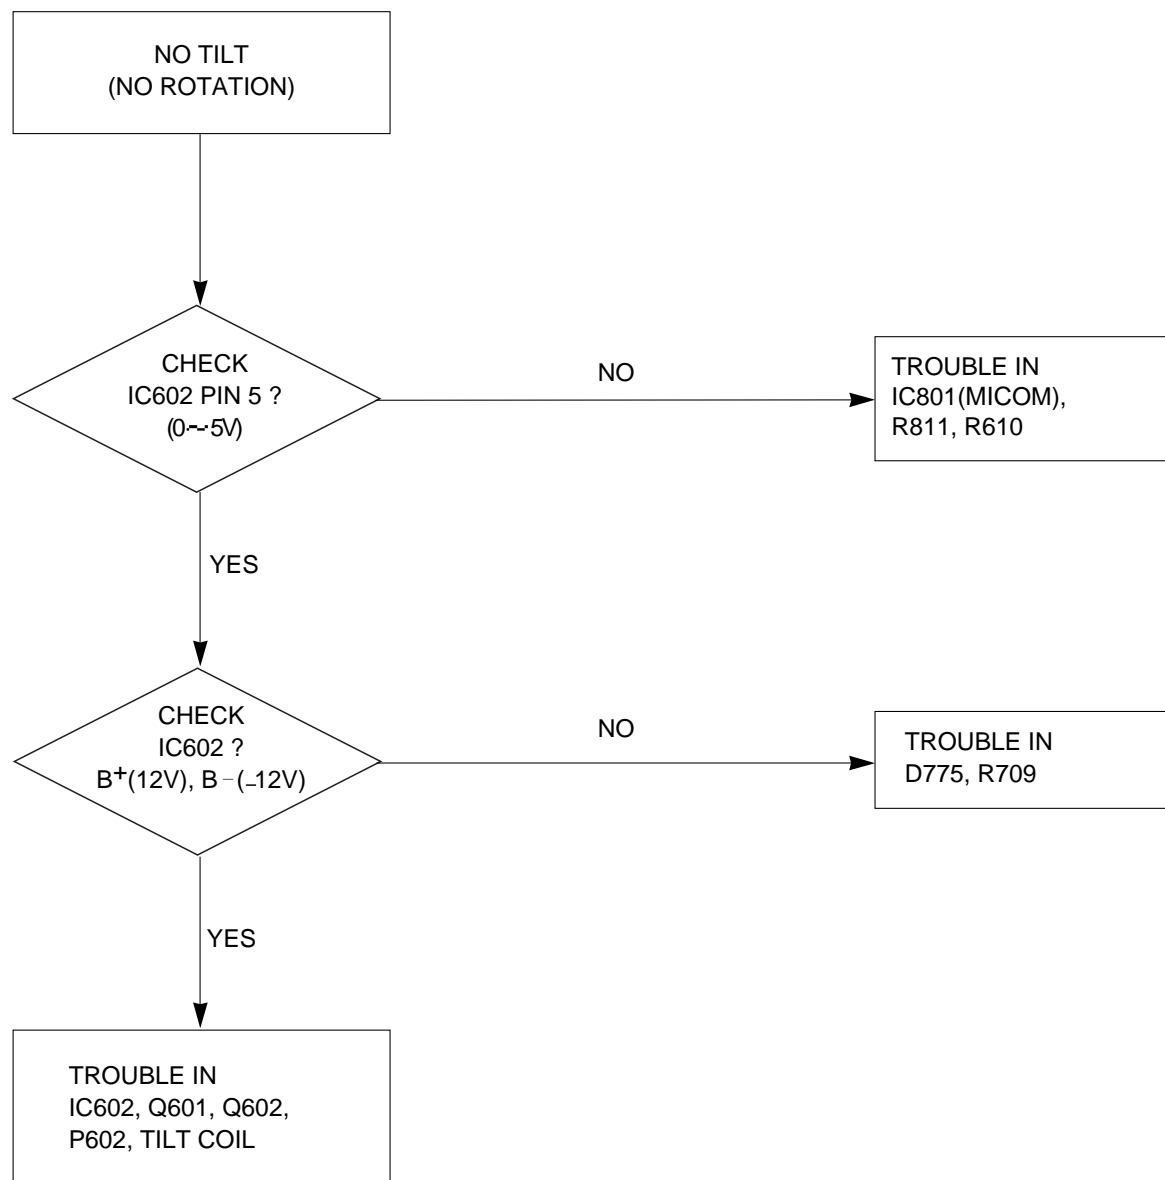 NO TILT
(NO ROTATION)
CHECK
IC602 PIN 5 ?
(0~5V)
NO
TROUBLE IN
IC801(MICOM),
R811, R610
YES
CHECK
IC602 ?
B+(12V), B−(−12V)
NO
TROUBLE IN
D775, R709
YES
TROUBLE IN
IC602, Q601, Q602,
P602, TILT COIL